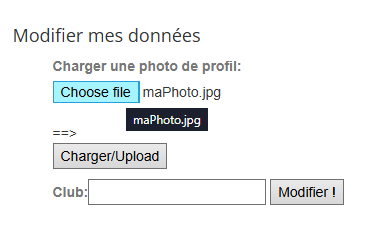 Modifier mes données
Charger une photo de profil:
Choose file maPhoto.jpg
maPhoto.jpg
==>
Charger/Upload
Club: Modifier !